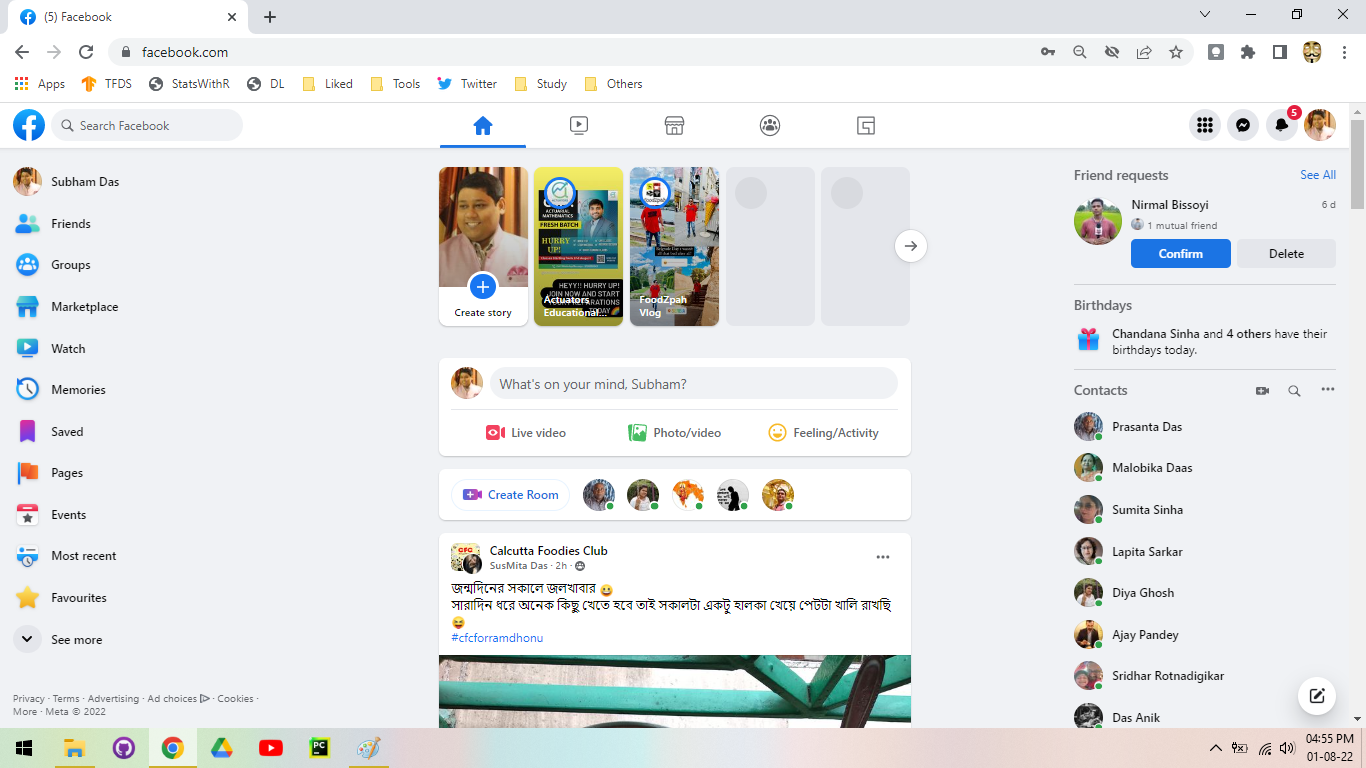 (5) Facebook
facebook.com
Apps
TFDS
StatsWithR
DL
Liked
Tools
Twitter
Study
Others
Search Facebook
5
Subham Das
Friends
Groups
Marketplace
Watch
Memories
Saved
Pages
Events
Most recent
Favourites
See more
Privacy · Terms · Advertising · Ad choices · Cookies ·
More · Meta © 2022
Create story
ACTUARIAL
MATHEMATICS
FRESH BATCH
HURRY
UP!
HEYY!! HURRY UP!
JOIN NOW AND START
TODAY
Actuators
Educational...
FoodZpah
Vlog
What's on your mind, Subham?
Live video
Photo/video
Feeling/Activity
Create Room
CFC
Calcutta Foodies Club
SusMita Das · 2h ·
জন্মদিনের সকালে জলখাবার 😀
সারাদিন ধরে অনেক কিছু খেতে হবে তাই সকালটা একটু হালকা খেয়ে পেটটা খালি রাখছি
😆
#cfcforramdhonu
Friend requests
See All
Nirmal Bissoyi
6 d
1 mutual friend
Confirm
Delete
Birthdays
Chandana Sinha and 4 others have their
birthdays today.
Contacts
Prasanta Das
Malobika Daas
Sumita Sinha
Lapita Sarkar
Diya Ghosh
Ajay Pandey
Sridhar Rotnadigikar
Das Anik
PC
04:55 PM
01-08-22